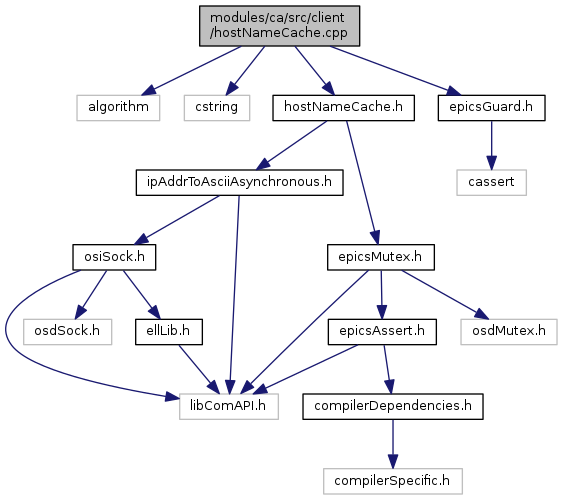 modules/ca/src/client
/hostNameCache.cpp
algorithm
cstring
hostNameCache.h
epicsGuard.h
ipAddrToAsciiAsynchronous.h
cassert
osiSock.h
epicsMutex.h
osdSock.h
ellLib.h
epicsAssert.h
osdMutex.h
libComAPI.h
compilerDependencies.h
compilerSpecific.h